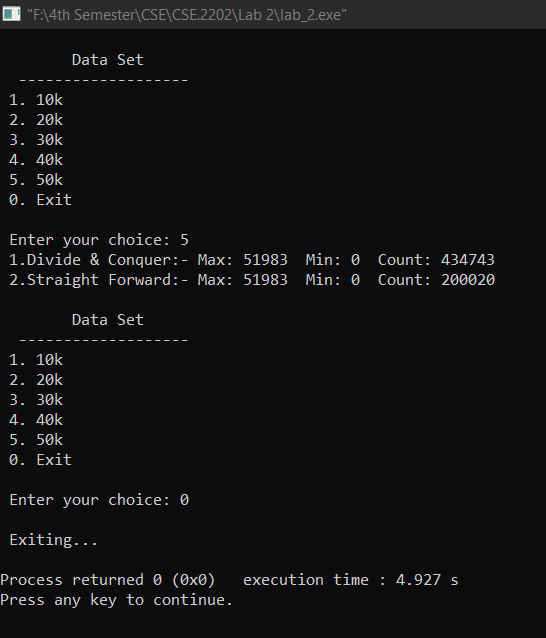 "F:\4th Semester\CSE\CSE.2202\Lab 2\lab_2.exe"
Data Set
-------------------
1. 10k
2. 20k
3. 30k
4. 40k
5. 50k
0. Exit
Enter your choice: 5
1.Divide & Conquer:- Max: 51983  Min: 0  Count: 434743
2.Straight Forward:- Max: 51983  Min: 0  Count: 200020
Data Set
-------------------
1. 10k
2. 20k
3. 30k
4. 40k
5. 50k
0. Exit
Enter your choice: 0
Exiting...
Process returned 0 (0x0)   execution time : 4.927 s
Press any key to continue.